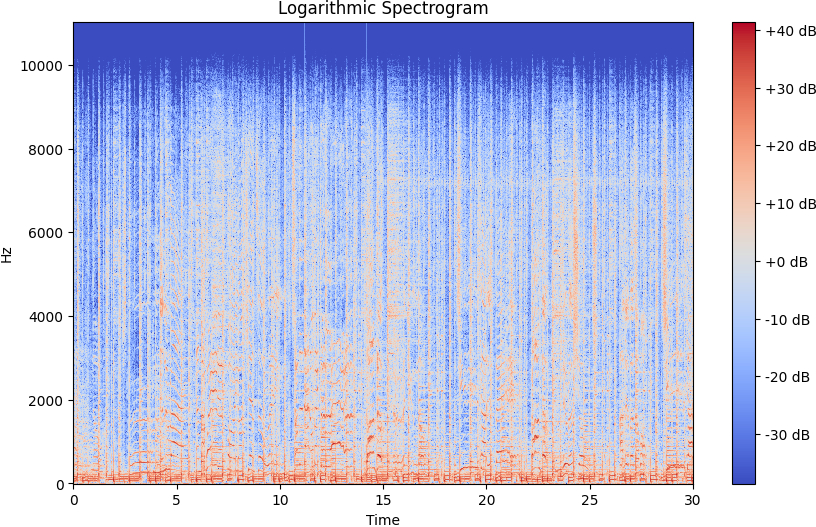 Logarithmic Spectrogram
Hz
10000
8000
6000
4000
2000
0
0 5 10 15 20 25 30
Time
+40 dB
+30 dB
+20 dB
+10 dB
+0 dB
-10 dB
-20 dB
-30 dB